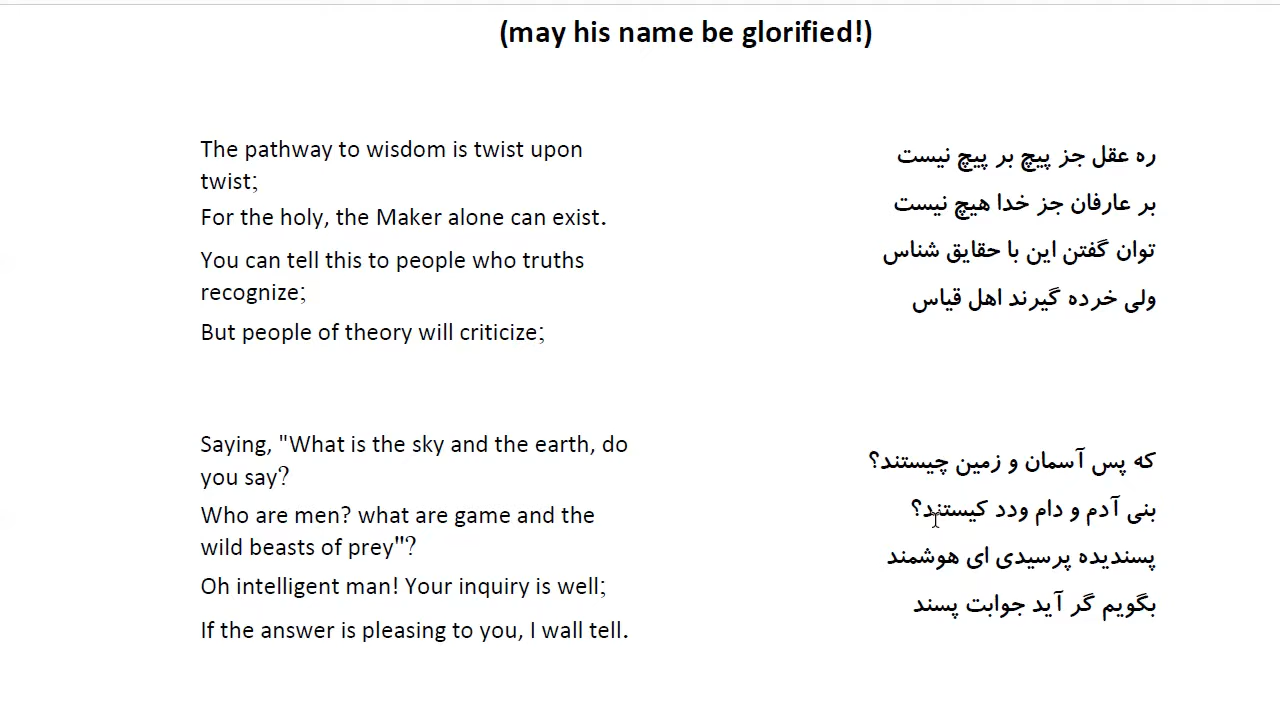 (may his name be glorified!)
The pathway to wisdom is twist upon
twist;
For the holy, the Maker alone can exist.
You can tell this to people who truths
recognize;
But people of theory will criticize;
ره عقل جز پیچ بر پیچ نیست
بر عارفان جز خدا هیچ نیست
توان گفتن این با حقایق شناس
ولی خرده گیرند اهل قیاس
Saying, "What is the sky and the earth, do
you say?
Who are men? what are game and the
wild beasts of prey"?
Oh intelligent man! Your inquiry is well;
If the answer is pleasing to you, I wall tell.
که پس آسمان و زمین چیستند؟
بنی آدم و دام ودد کیستند؟
پسندیده پرسیدی ای هوشمند
بگویم گر آید جوابت پسند